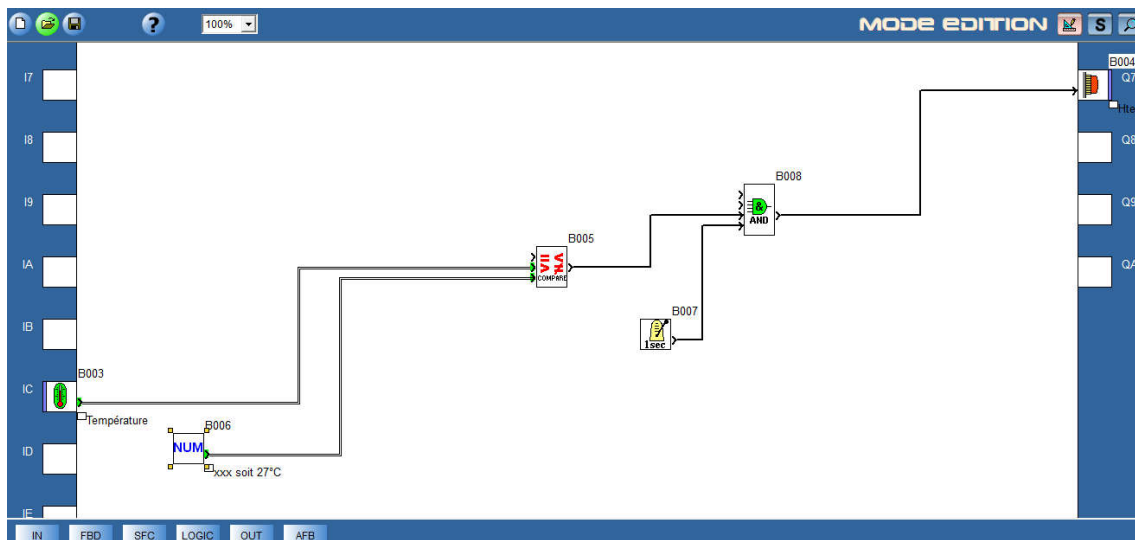 100%
MODE EDITION
S
B004
I7
Q7
Hte
I8
Q8
B008
I9
&
Q9
AND
B005
IA
COMPARE
QA
B007
IB
1sec
B003
IC
Température
B006
NUM
ID
xxx soit 27°C
IE
IN
FBD
SFC
LOGIC
OUT
AFB